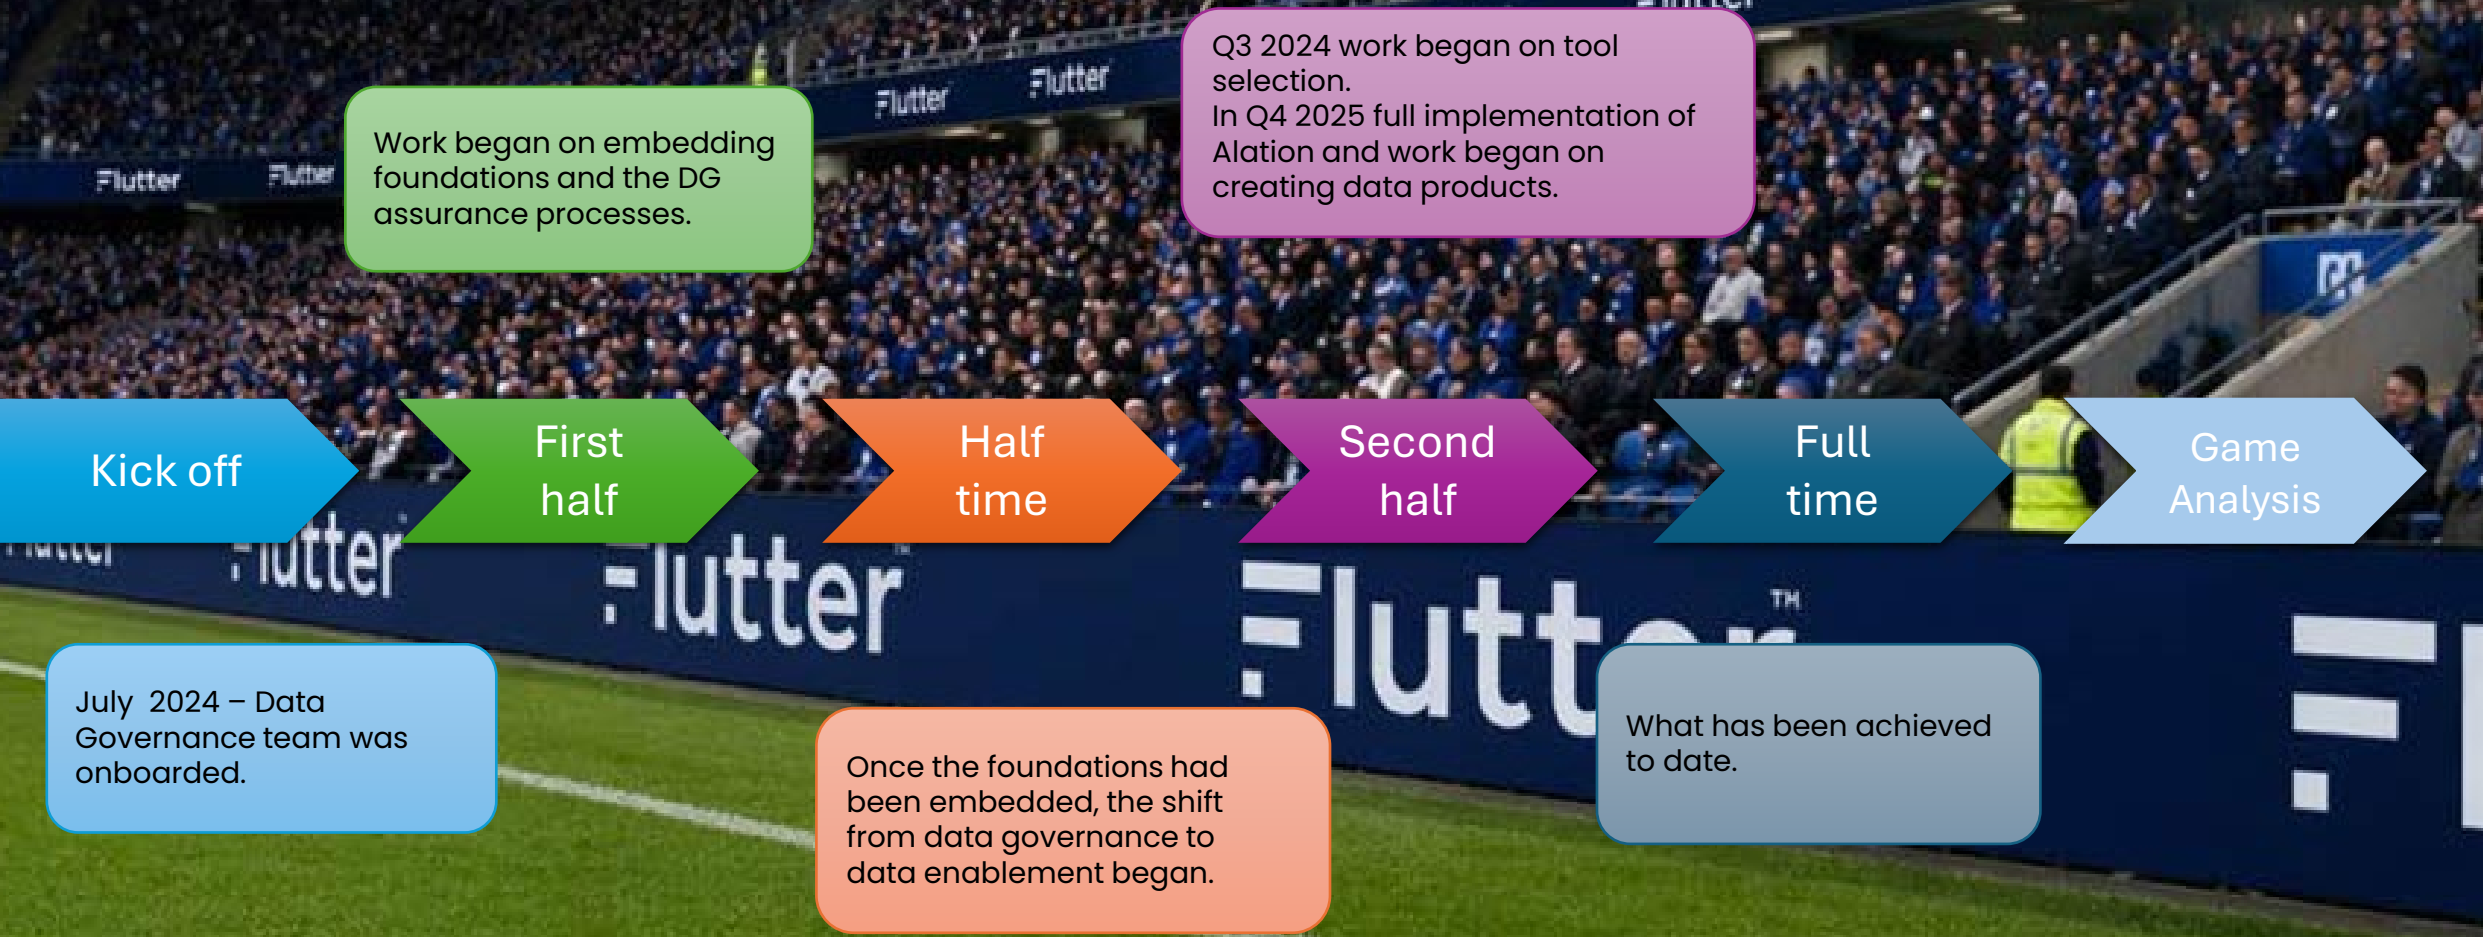 Q3 2024 work began on tool
selection.
In Q4 2025 full implementation of
Alation and work began on
creating data products.
Work began on embedding
foundations and the DG
assurance processes.
Flutter
Flutter
Flutter
Flutter
Kick off
First
half
Half
time
Second
half
Full
time
Game
Analysis
Flutter
Flutter
TM
July 2024 – Data
Governance team was
onboarded.
Once the foundations had
been embedded, the shift
from data governance to
data enablement began.
What has been achieved
to date.